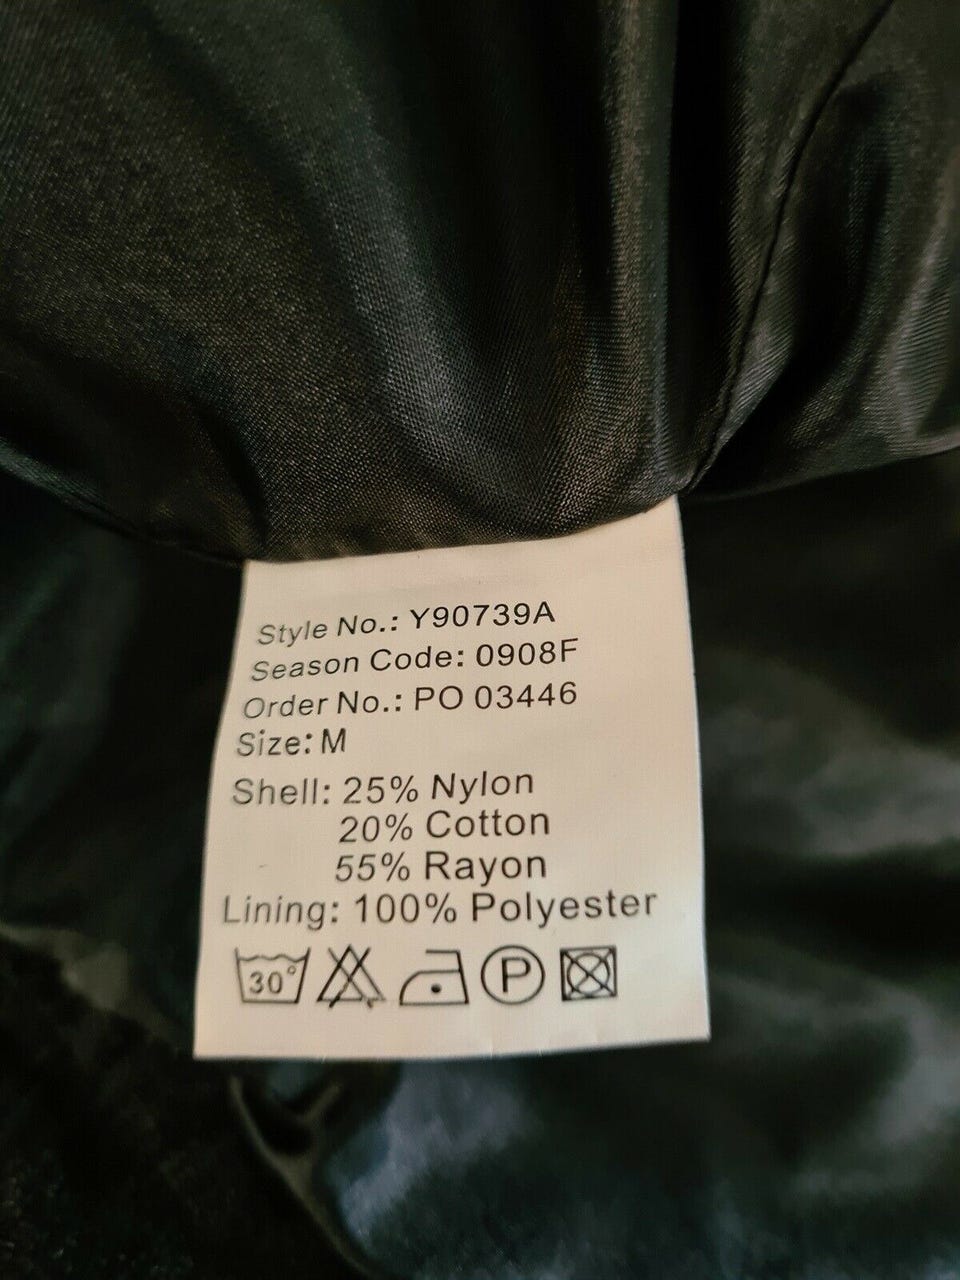 Style No.: Y90739A
Season Code: 0908F
Order No.: PO 03446
Size: M
Shell: 25% Nylon
20% Cotton
55% Rayon
Lining: 100% Polyester
30° P